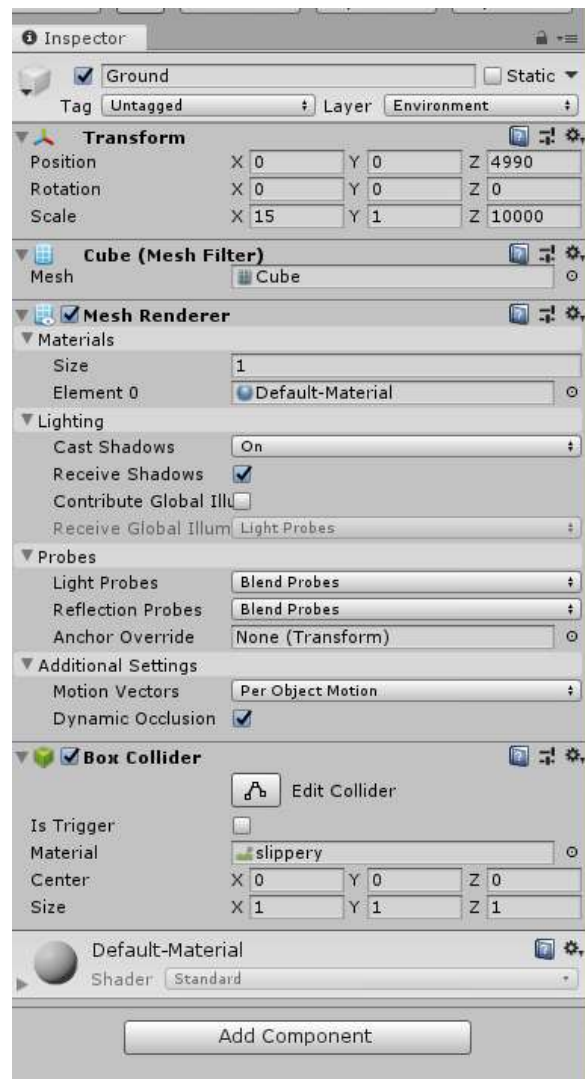 Inspector
Ground Static
Tag Untagged Layer Environment
Transform
Position X 0 Y 0 Z 4990
Rotation X 0 Y 0 Z 0
Scale X 15 Y 1 Z 10000
Cube (Mesh Filter)
Mesh Cube
Mesh Renderer
Materials
Size 1
Element 0 Default-Material
Lighting
Cast Shadows On
Receive Shadows
Contribute Global Illu
Receive Global Illum Light Probes
Probes
Light Probes Blend Probes
Reflection Probes Blend Probes
Anchor Override None (Transform)
Additional Settings
Motion Vectors Per Object Motion
Dynamic Occlusion
Box Collider
Edit Collider
Is Trigger
Material slippery
Center X 0 Y 0 Z 0
Size X 1 Y 1 Z 1
Default-Material
Shader Standard
Add Component